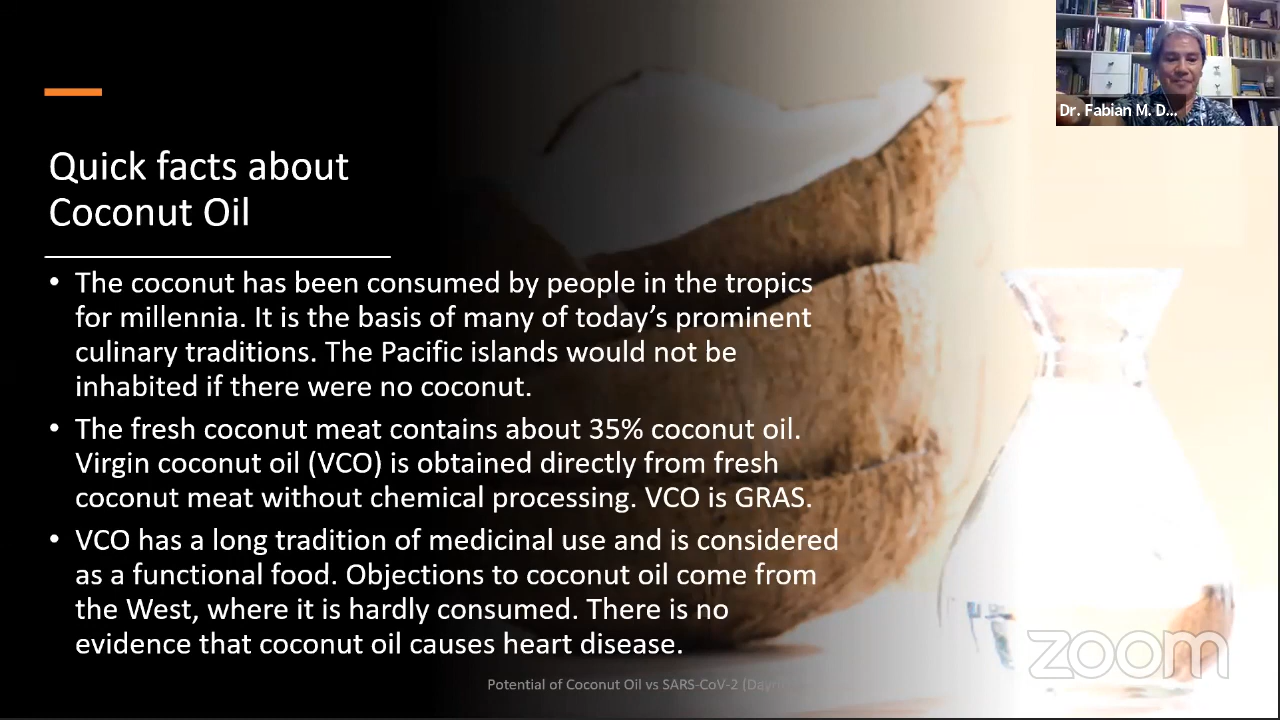 Dr. Fabian M. D...
Quick facts about
Coconut Oil
• The coconut has been consumed by people in the tropics
for millennia. It is the basis of many of today’s prominent
culinary traditions. The Pacific islands would not be
inhabited if there were no coconut.
• The fresh coconut meat contains about 35% coconut oil.
Virgin coconut oil (VCO) is obtained directly from fresh
coconut meat without chemical processing. VCO is GRAS.
• VCO has a long tradition of medicinal use and is considered
as a functional food. Objections to coconut oil come from
the West, where it is hardly consumed. There is no
evidence that coconut oil causes heart disease.
Potential of Coconut Oil vs SARS-CoV-2
zoom